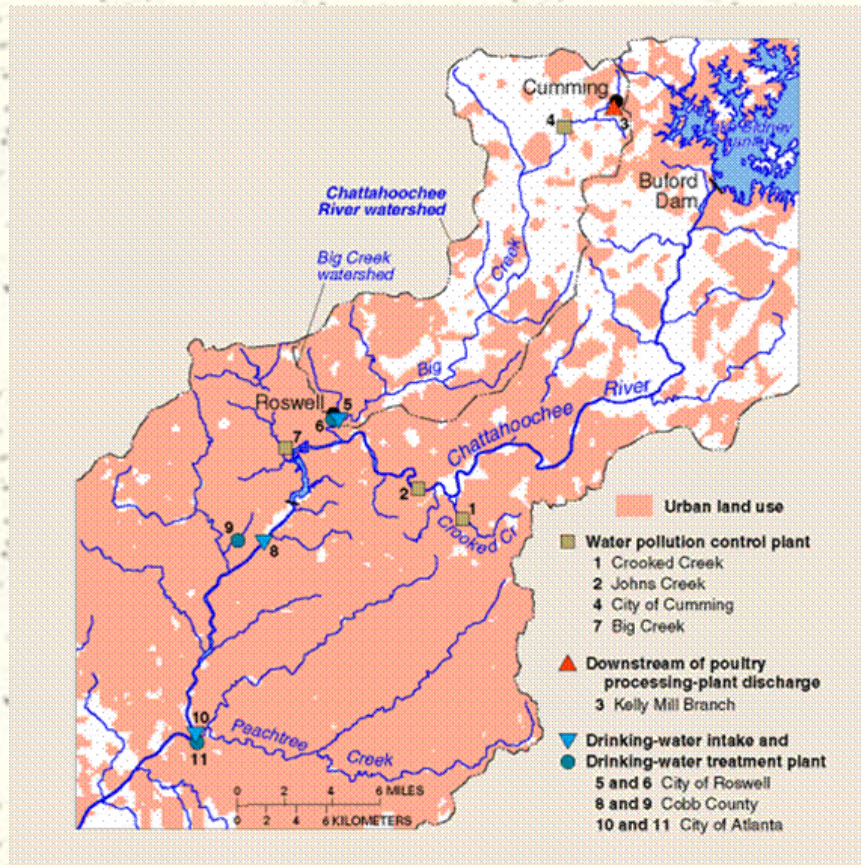 Cumming
4
3
Lake Sidney
Lanier
Buford
Dam
Chattahoochee
River watershed
Big Creek
watershed
Creek
Big
River
Chattahoochee
Roswell
5
6
7
2
1
Crooked Cr
9
8
10
11
Peachtree
Creek
0 2 4 6 MILES
0 2 4 6 KILOMETERS
Urban land use
Water pollution control plant
1 Crooked Creek
2 Johns Creek
4 City of Cumming
7 Big Creek
Downstream of poultry
processing-plant discharge
3 Kelly Mill Branch
Drinking-water intake and
Drinking-water treatment plant
5 and 6 City of Roswell
8 and 9 Cobb County
10 and 11 City of Atlanta